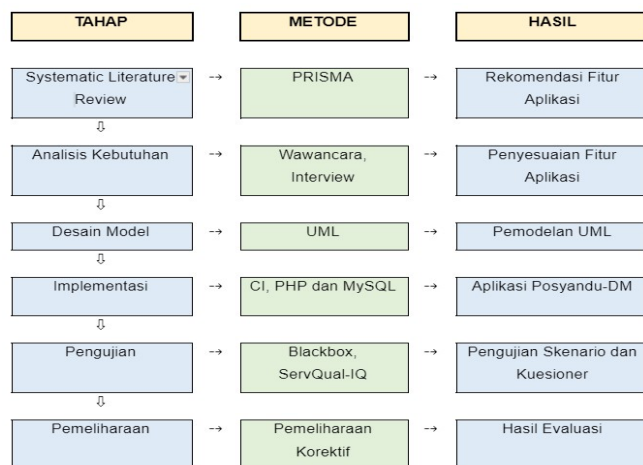 TAHAP METODE HASIL
Systematic Literature → PRISMA → Rekomendasi Fitur
Review Aplikasi
⇩
Analisis Kebutuhan → Wawancara, → Penyesuaian Fitur
Interview Aplikasi
⇩
Desain Model → UML → Pemodelan UML
⇩
Implementasi → CI, PHP dan MySQL → Aplikasi Posyandu-DM
⇩
Pengujian → Blackbox, → Pengujian Skenario dan
ServQual-IQ Kuesioner
⇩
Pemeliharaan → Pemeliharaan → Hasil Evaluasi
Korektif